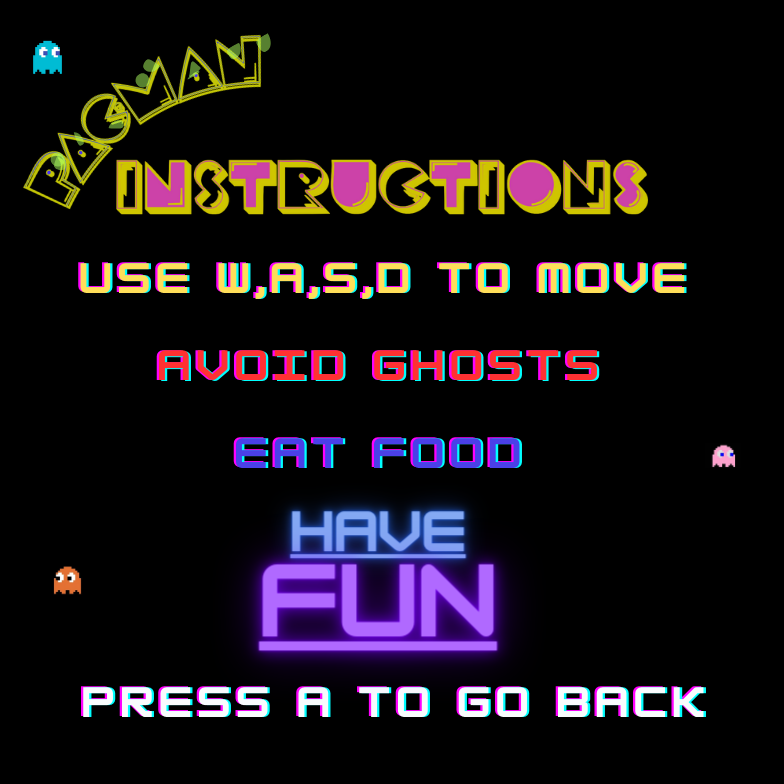 PACMAN
INSTRUCTIONS
USE W,A,S,D TO MOVE
AVOID GHOSTS
EAT FOOD
HAVE
FUN
PRESS A TO GO BACK